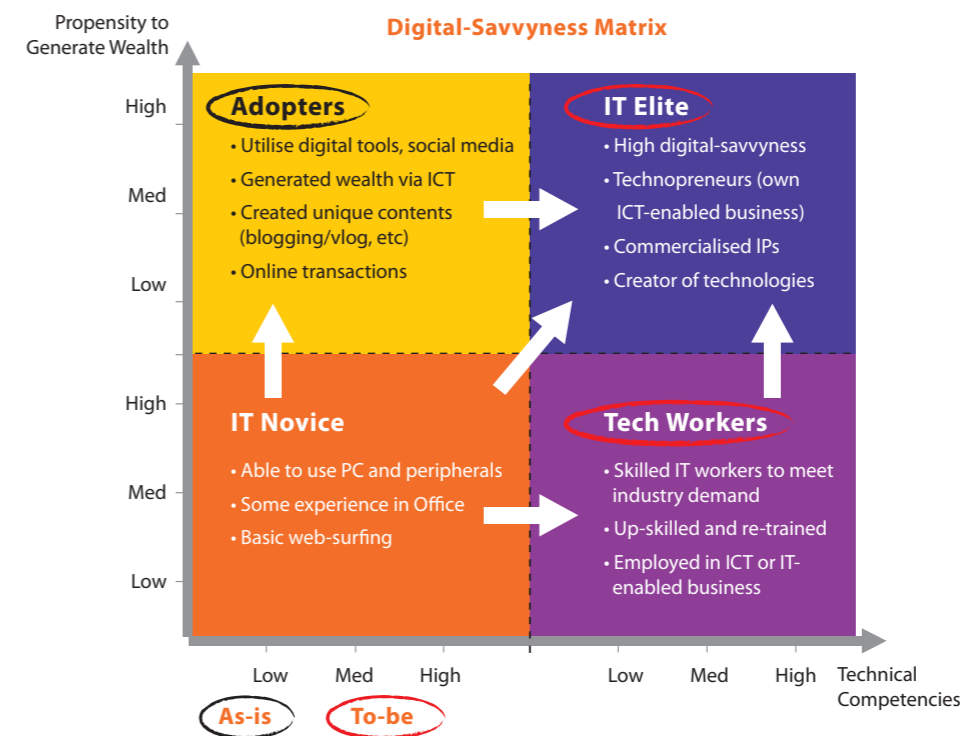 Propensity to
Generate Wealth
Digital-Savvyness Matrix
High
Med
Low
Adopters
• Utilise digital tools, social media
• Generated wealth via ICT
• Created unique contents
(blogging/vlog, etc)
• Online transactions
IT Elite
• High digital-savvyness
• Technopreneurs (own
ICT-enabled business)
• Commercialised IPs
• Creator of technologies
High
Med
Low
IT Novice
• Able to use PC and peripherals
• Some experience in Office
• Basic web-surfing
Tech Workers
• Skilled IT workers to meet
industry demand
• Up-skilled and re-trained
• Employed in ICT or IT-
enabled business
Low Med High Low Med High
Technical
Competencies
As-is To-be